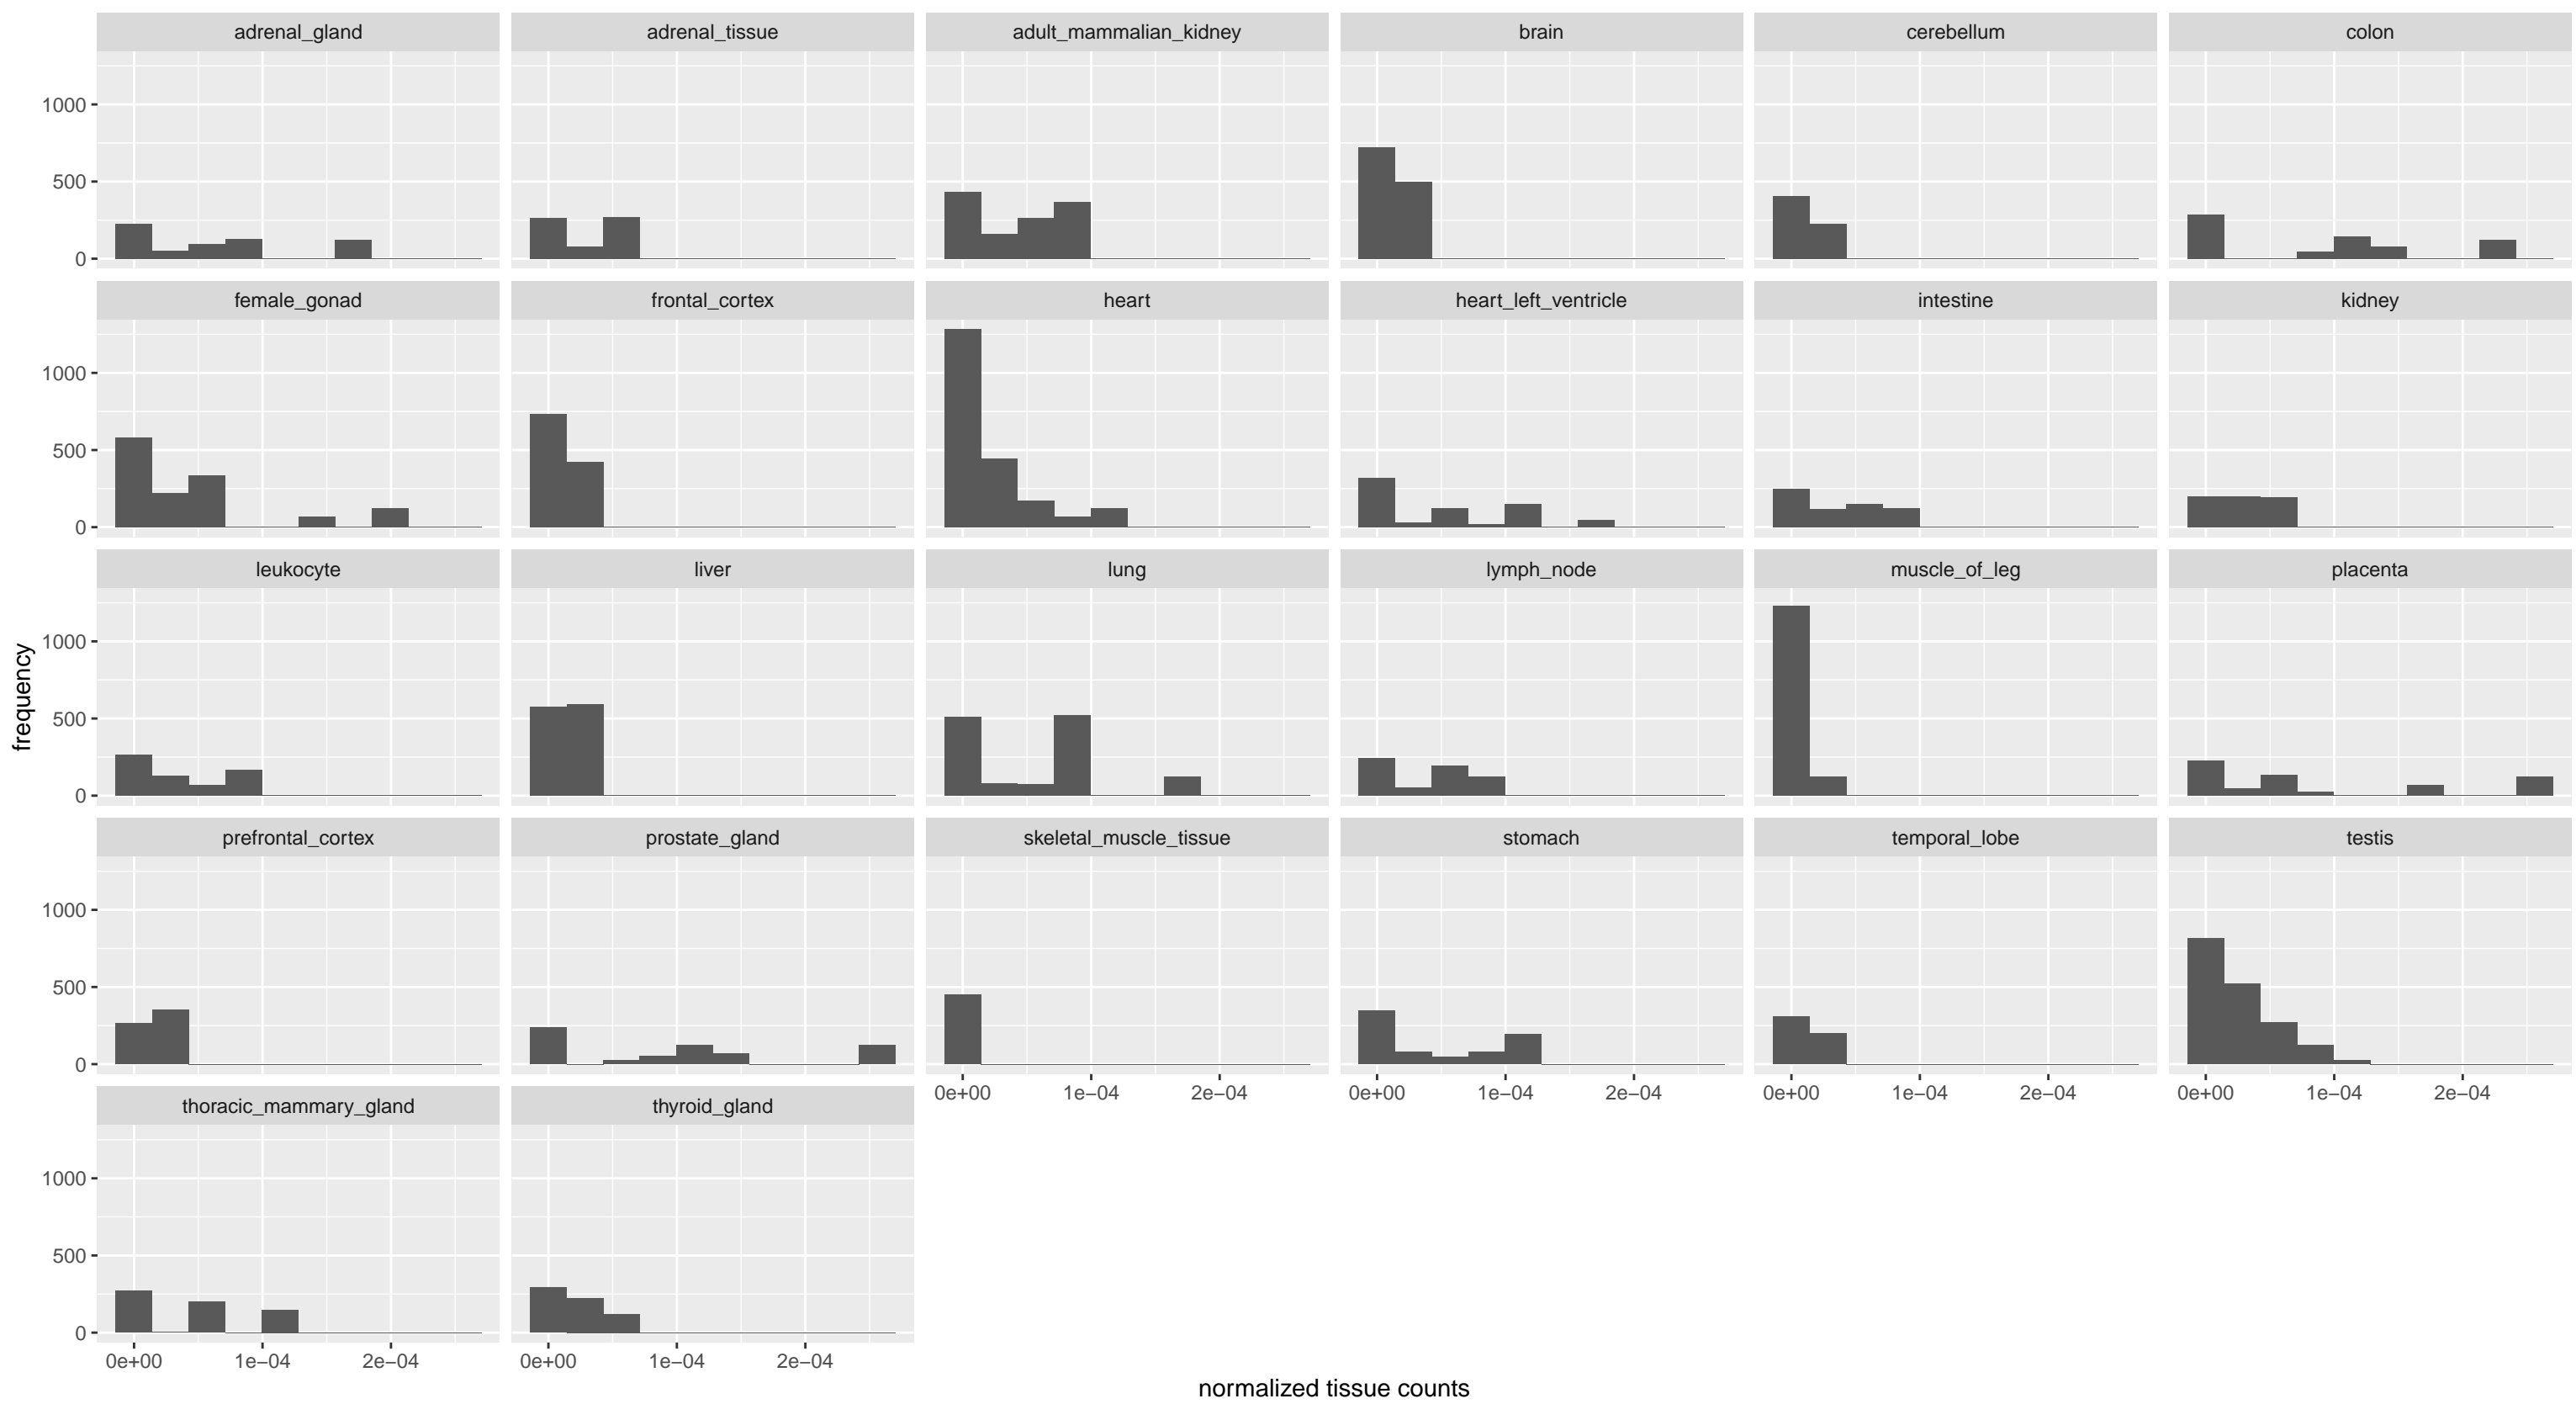 adrenal_gland adrenal_tissue adult_mammalian_kidney brain cerebellum colon
1000
500
0
female_gonad frontal_cortex heart heart_left_ventricle intestine kidney
1000
500
0
leukocyte liver lung lymph_node muscle_of_leg placenta
1000
500
0
frequency
prefrontal_cortex prostate_gland skeletal_muscle_tissue stomach temporal_lobe testis
1000
500
0
0e+00 1e−04 2e−04 0e+00 1e−04 2e−04 0e+00 1e−04 2e−04 0e+00 1e−04 2e−04
thoracic_mammary_gland thyroid_gland
1000
500
0
0e+00 1e−04 2e−04 0e+00 1e−04 2e−04
normalized tissue counts